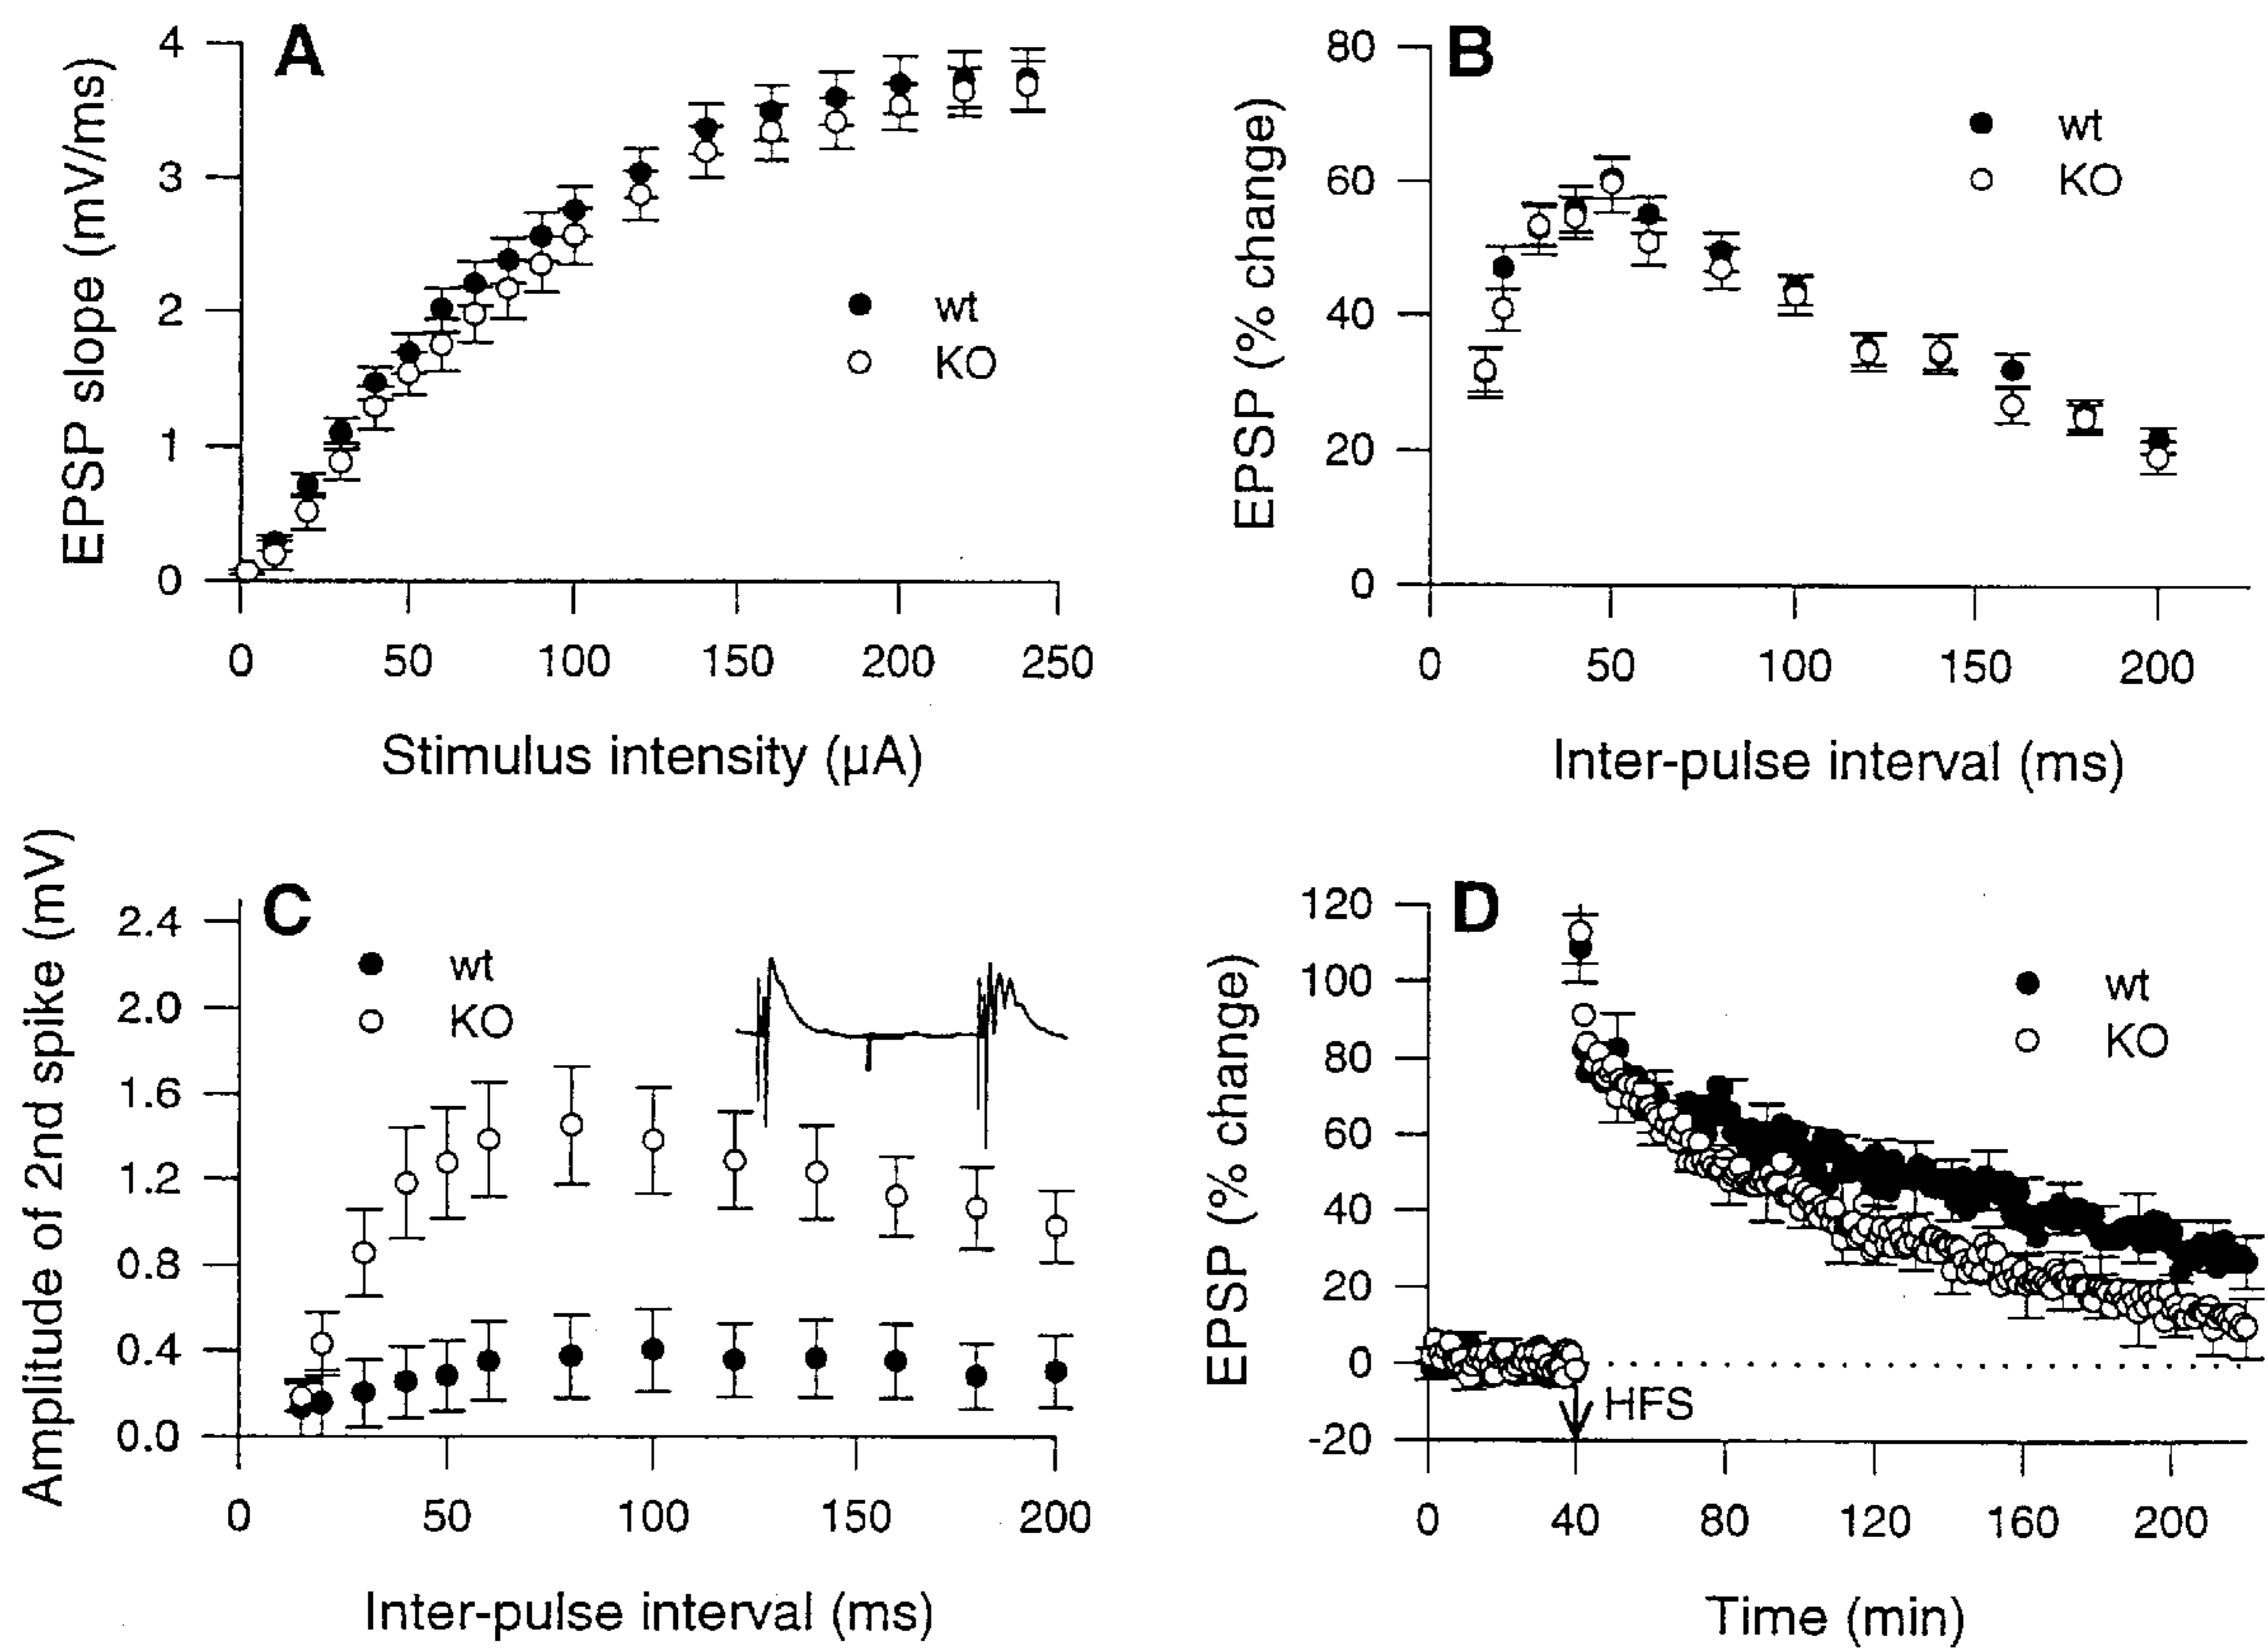 A
EPSP slope (mV/ms)
4
3
2
1
0
wt
KO
0 50 100 150 200 250
Stimulus intensity (µA)
B
EPSP (% change)
80
60
40
20
0
wt
KO
0 50 100 150 200
Inter-pulse interval (ms)
C
Amplitude of 2nd spike (mV)
2.4
2.0
1.6
1.2
0.8
0.4
0.0
wt
KO
0 50 100 150 200
Inter-pulse interval (ms)
D
EPSP (% change)
120
100
80
60
40
20
0
-20
wt
KO
HFS
0 40 80 120 160 200
Time (min)